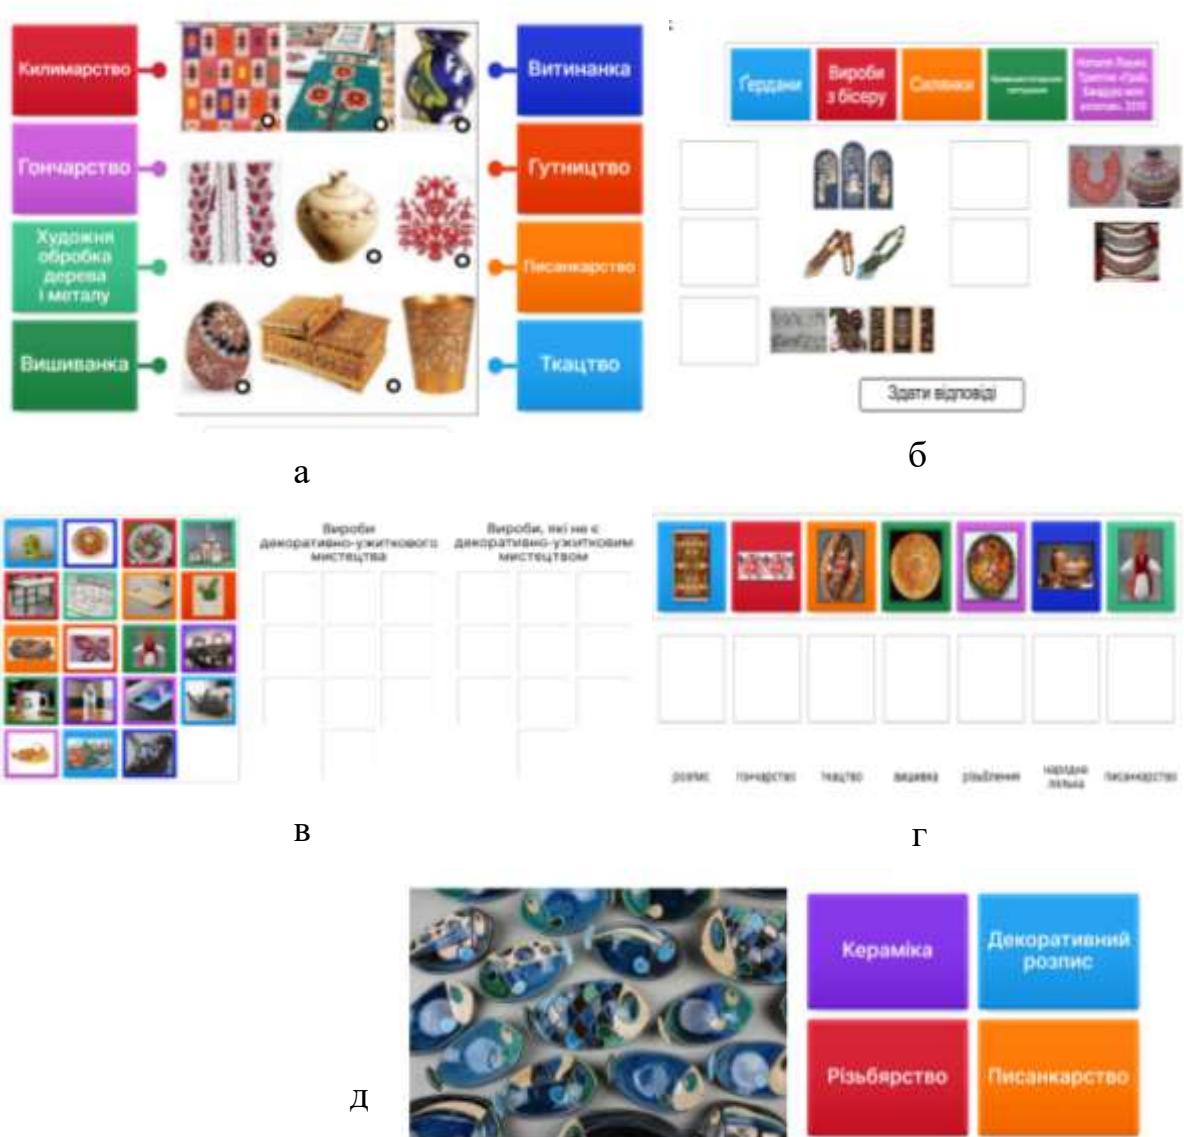 Килимарство
Витинанка
Гончарство
Гутництво
Художня
обробка
дерева
і металу
Писанкарство
Вишиванка
Ткацтво
а
Ґердани
Вироби
з бісеру
Силянки
Здати відповіді
б
Вироби
декоративно-ужиткового
мистецтва
Вироби, які не є
декоративно-ужитковим
мистецтвом
в
розпис
гончарство
ткацтво
вишивка
різьблення
народна
лялька
писанкарство
г
Кераміка
Декоративний
розпис
Різьбярство
Писанкарство
д